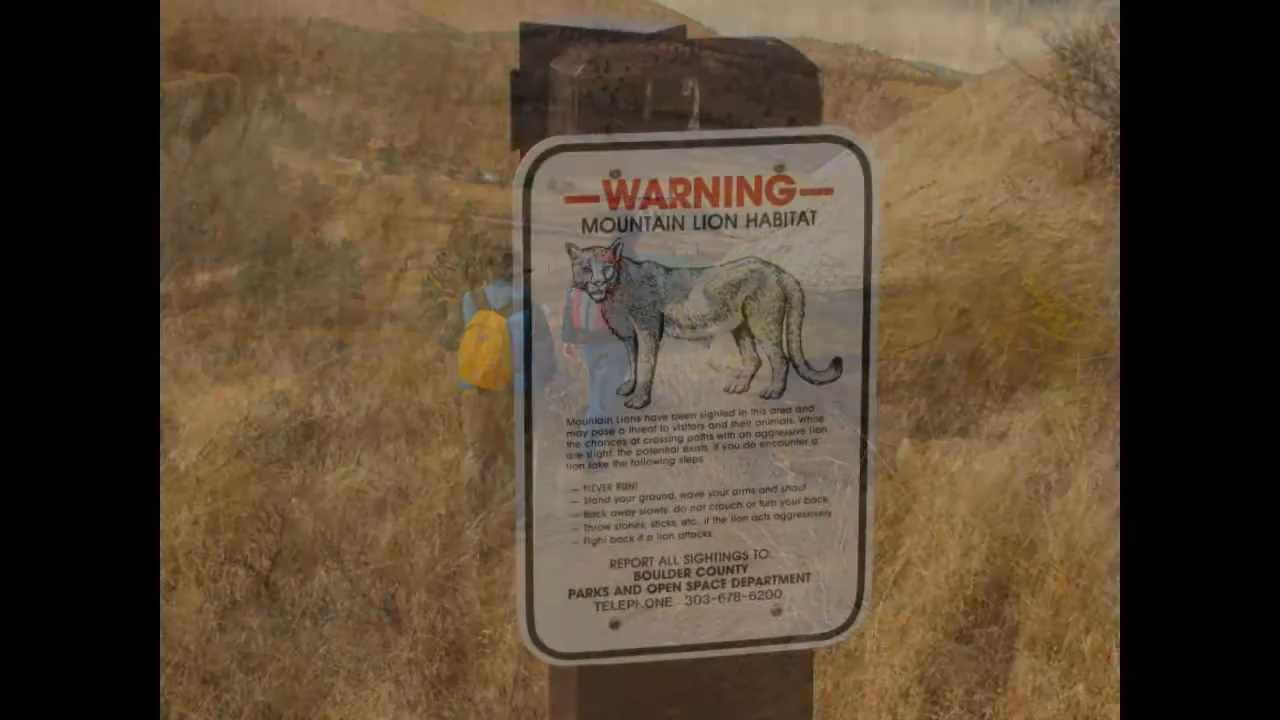 WARNING
MOUNTAIN LION HABITAT
Mountain Lions have been sighted in this area and
may pose a threat to visitors and their animals. While
the chances of crossing paths with an aggressive lion
are slight, the potential exists. If you do encounter a
lion take the following steps:
— NEVER RUN!
— Stand your ground, wave your arms and shout
— Back away slowly, do not crouch or turn your back
— Throw stones, sticks, etc., if the lion acts aggressively
— Fight back if a lion attacks
REPORT ALL SIGHTINGS TO:
BOULDER COUNTY
PARKS AND OPEN SPACE DEPARTMENT
TELEPHONE 303-678-6200